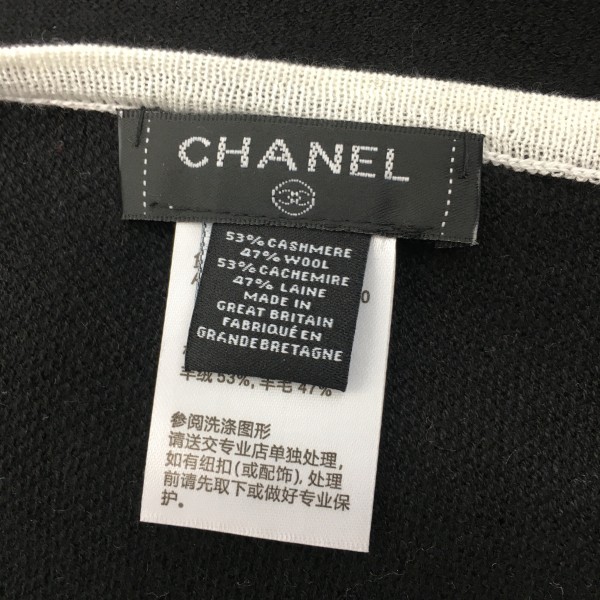 CHANEL
53% CASHMERE
47% WOOL
53% CACHEMIRE
47% LAINE
MADE IN
GREAT BRITAIN
FABRIQUÉ EN
GRANDE BRETAGNE
羊绒 53%, 羊毛 47%
参阅洗涤图形
请送交专业店单独处理,
如有纽扣(或配饰), 处理
前请先取下或做好专业保
护。